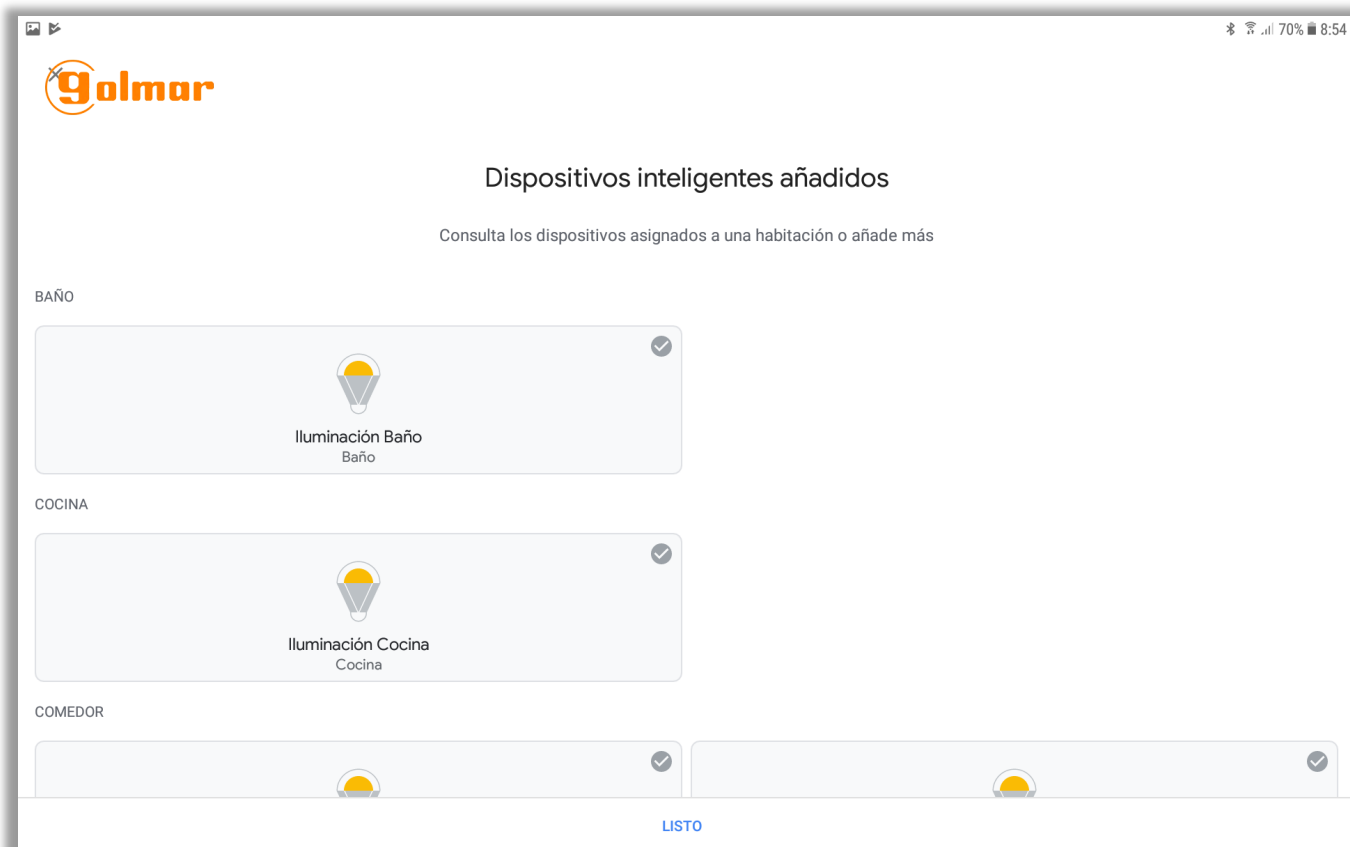 70% 8:54
golmar
Dispositivos inteligentes añadidos
Consulta los dispositivos asignados a una habitación o añade más
BAÑO
Iluminación Baño
Baño
COCINA
Iluminación Cocina
Cocina
COMEDOR
LISTO